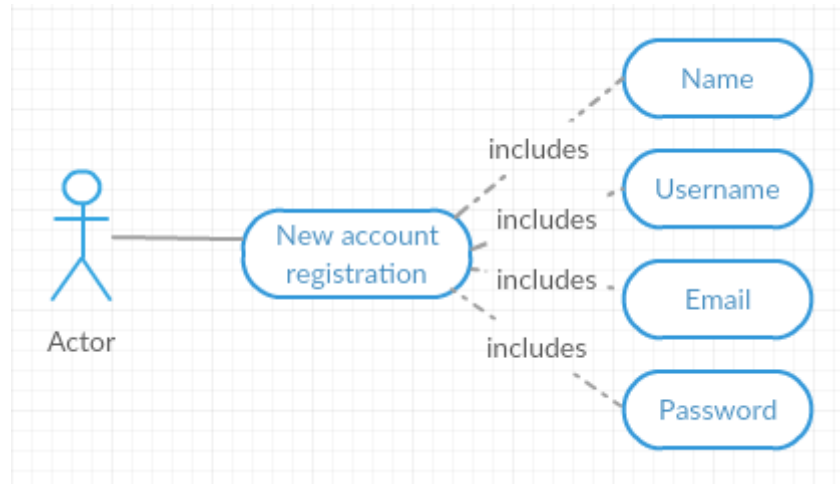 Name
includes
Username
includes
New account
registration
includes
Email
Actor
includes
Password